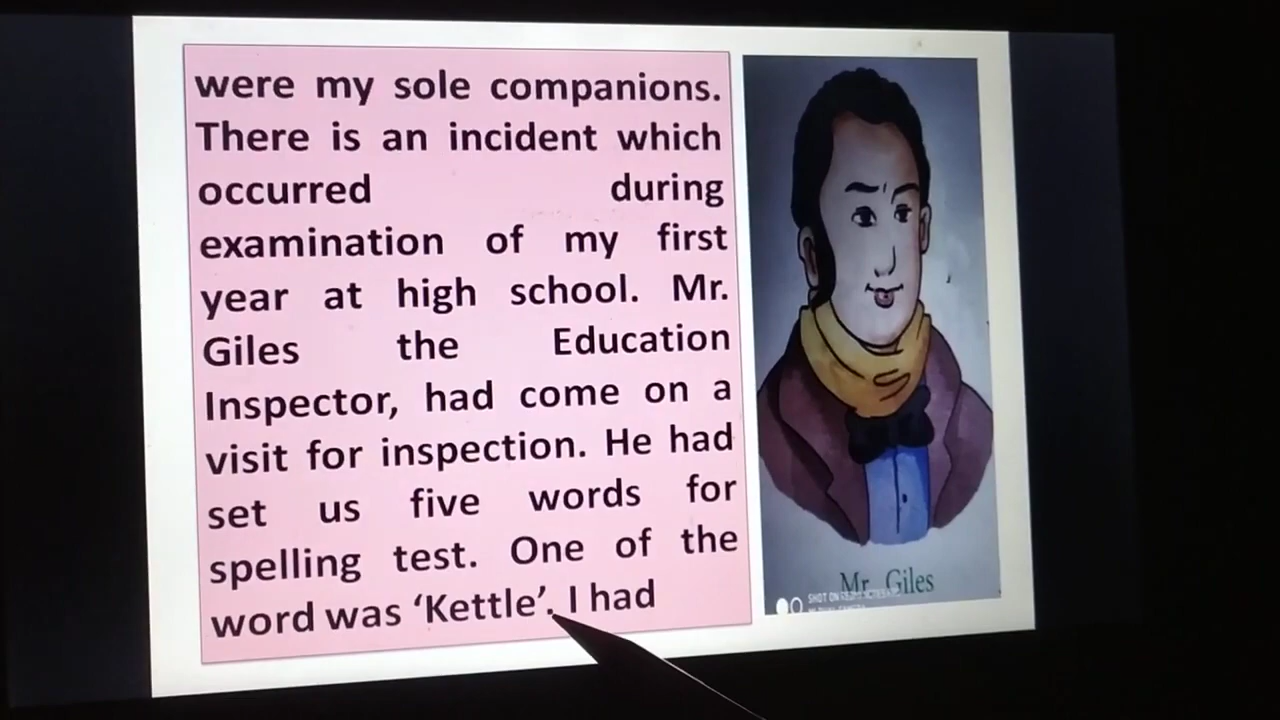 were my sole companions.
There is an incident which
occurred during
examination of my first
year at high school. Mr.
Giles the Education
Inspector, had come on a
visit for inspection. He had
set us five words for
spelling test. One of the
word was ‘Kettle’. I had
Mr. Giles
SHOT ON